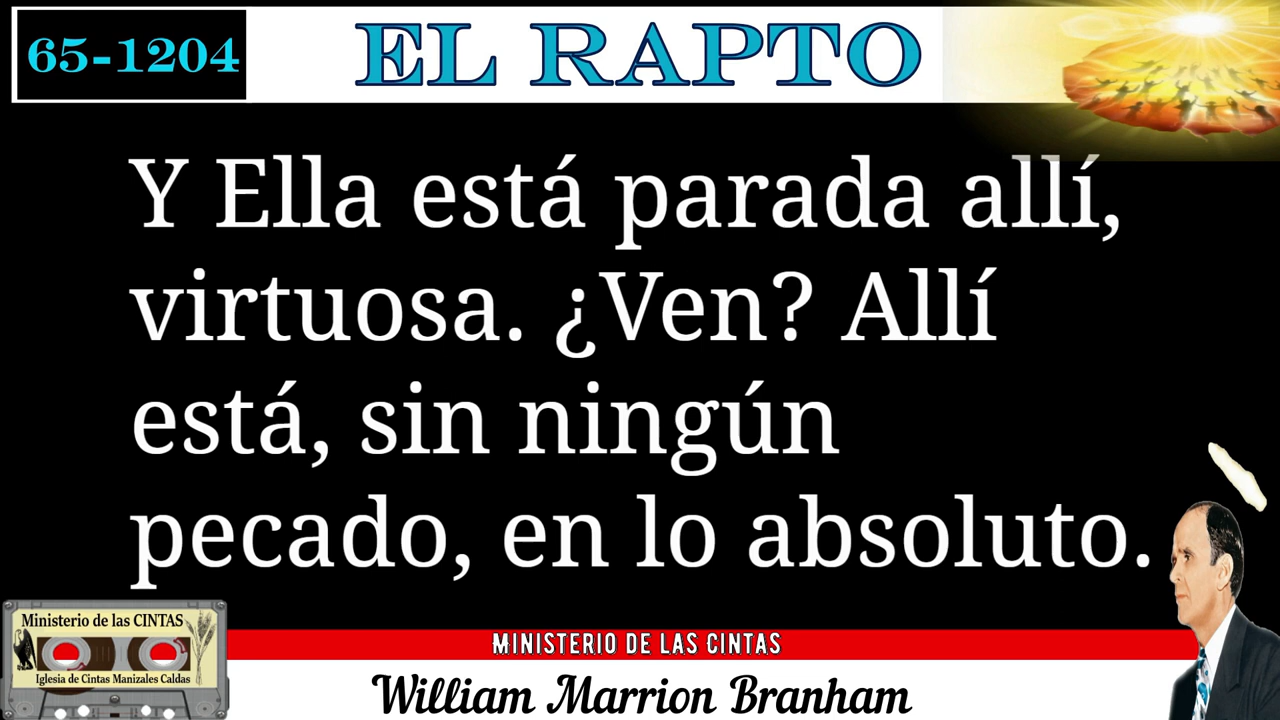 65-1204
EL RAPTO
Y Ella está parada allí,
virtuosa. ¿Ven? Allí
está, sin ningún
pecado, en lo absoluto.
Ministerio de las CINTAS
Iglesia de Cintas Manizales Caldas
MINISTERIO DE LAS CINTAS
William Marrion Branham